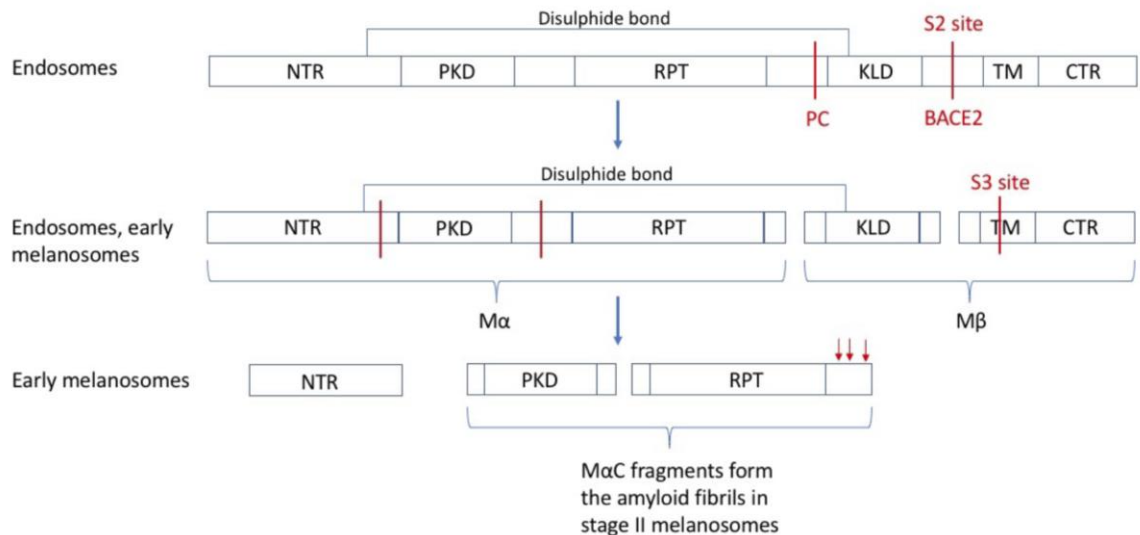 Disulphide bond
S2 site
Endosomes
NTR
PKD
RPT
KLD
TM
CTR
PC
BACE2
Disulphide bond
S3 site
Endosomes, early
melanosomes
NTR
PKD
RPT
KLD
TM
CTR
Mα
Mβ
Early melanosomes
NTR
PKD
RPT
MαC fragments form
the amyloid fibrils in
stage II melanosomes